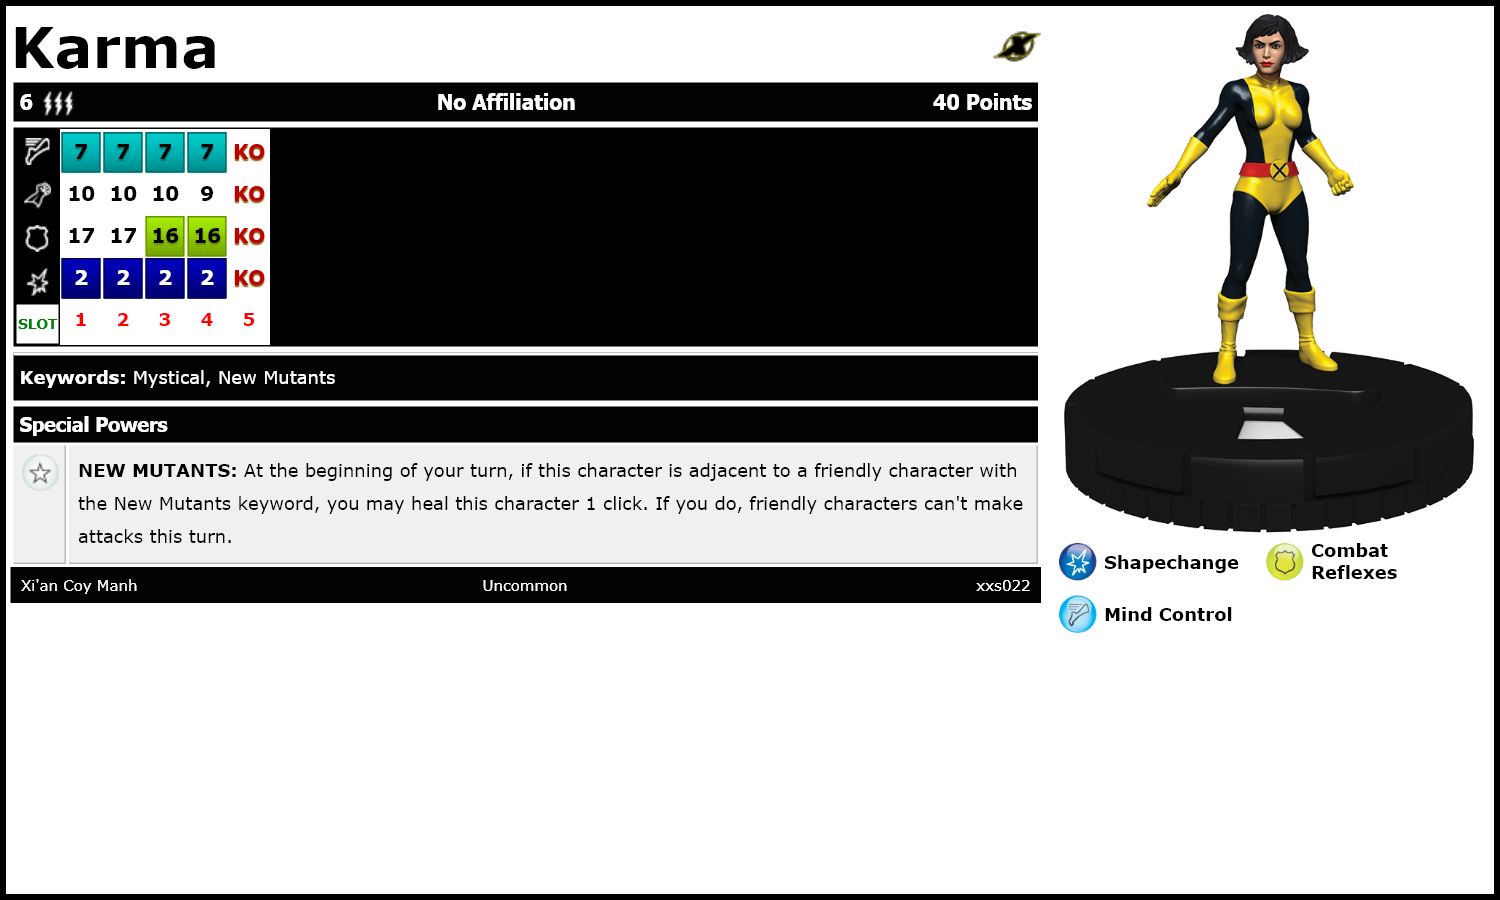 Karma
6 No Affiliation 40 Points
7 7 7 7 KO
10 10 10 9 KO
17 17 16 16 KO
2 2 2 2 KO
SLOT 1 2 3 4 5
Keywords: Mystical, New Mutants
Special Powers
NEW MUTANTS: At the beginning of your turn, if this character is adjacent to a friendly character with
the New Mutants keyword, you may heal this character 1 click. If you do, friendly characters can't make
attacks this turn.
Xi'an Coy Manh Uncommon xxs022
Shapechange
Combat
Reflexes
Mind Control